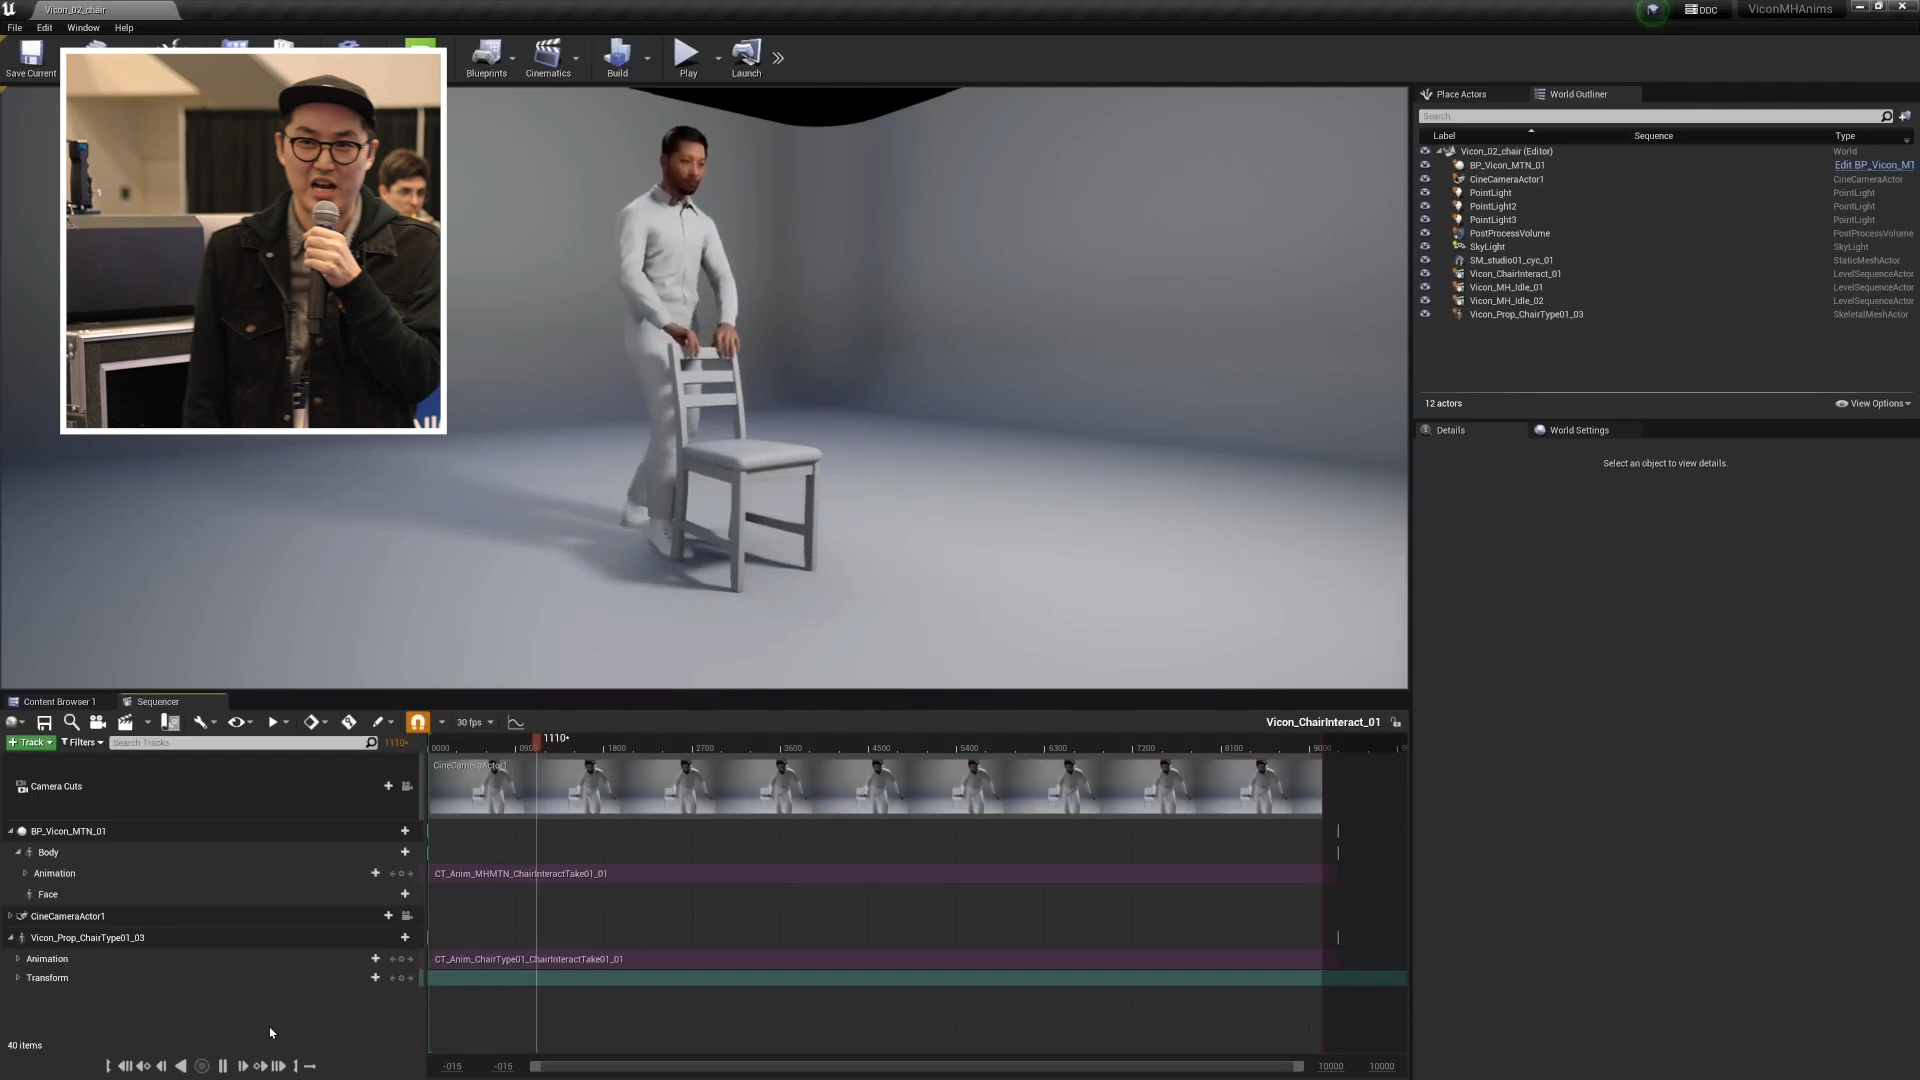 Vicon_02_chair
DDC
ViconMHAnims
File Edit Window Help
Save Current
Blueprints
Cinematics
Build
Play
Launch
Place Actors
World Outliner
Search
Label
Sequence
Type
Vicon_02_chair (Editor) World
BP_Vicon_MTN_01 Edit BP_Vicon_MT
CineCameraActor1 CineCameraActor
PointLight PointLight
PointLight2 PointLight
PointLight3 PointLight
PostProcessVolume PostProcessVolume
SkyLight SkyLight
SM_studio01_cyc_01 StaticMeshActor
Vicon_ChairInteract_01 LevelSequenceActor
Vicon_MH_Idle_01 LevelSequenceActor
Vicon_MH_Idle_02 LevelSequenceActor
Vicon_Prop_ChairType01_03 SkeletalMeshActor
12 actors
View Options
Details
World Settings
Select an object to view details.
Content Browser 1
Sequencer
30 fps
Vicon_ChairInteract_01
Track
Filters
Search Tracks
1110*
1110*
0000 1800 2700 3600 4500 5400 6300 7200 8100 9000
Camera Cuts
CineCameraActor1
BP_Vicon_MTN_01
Body
Animation
CT_Anim_MHMTN_ChairInteractTake01_01
Face
CineCameraActor1
Vicon_Prop_ChairType01_03
Animation
CT_Anim_ChairType01_ChairInteractTake01_01
Transform
40 items
-015
-015
10000
10000